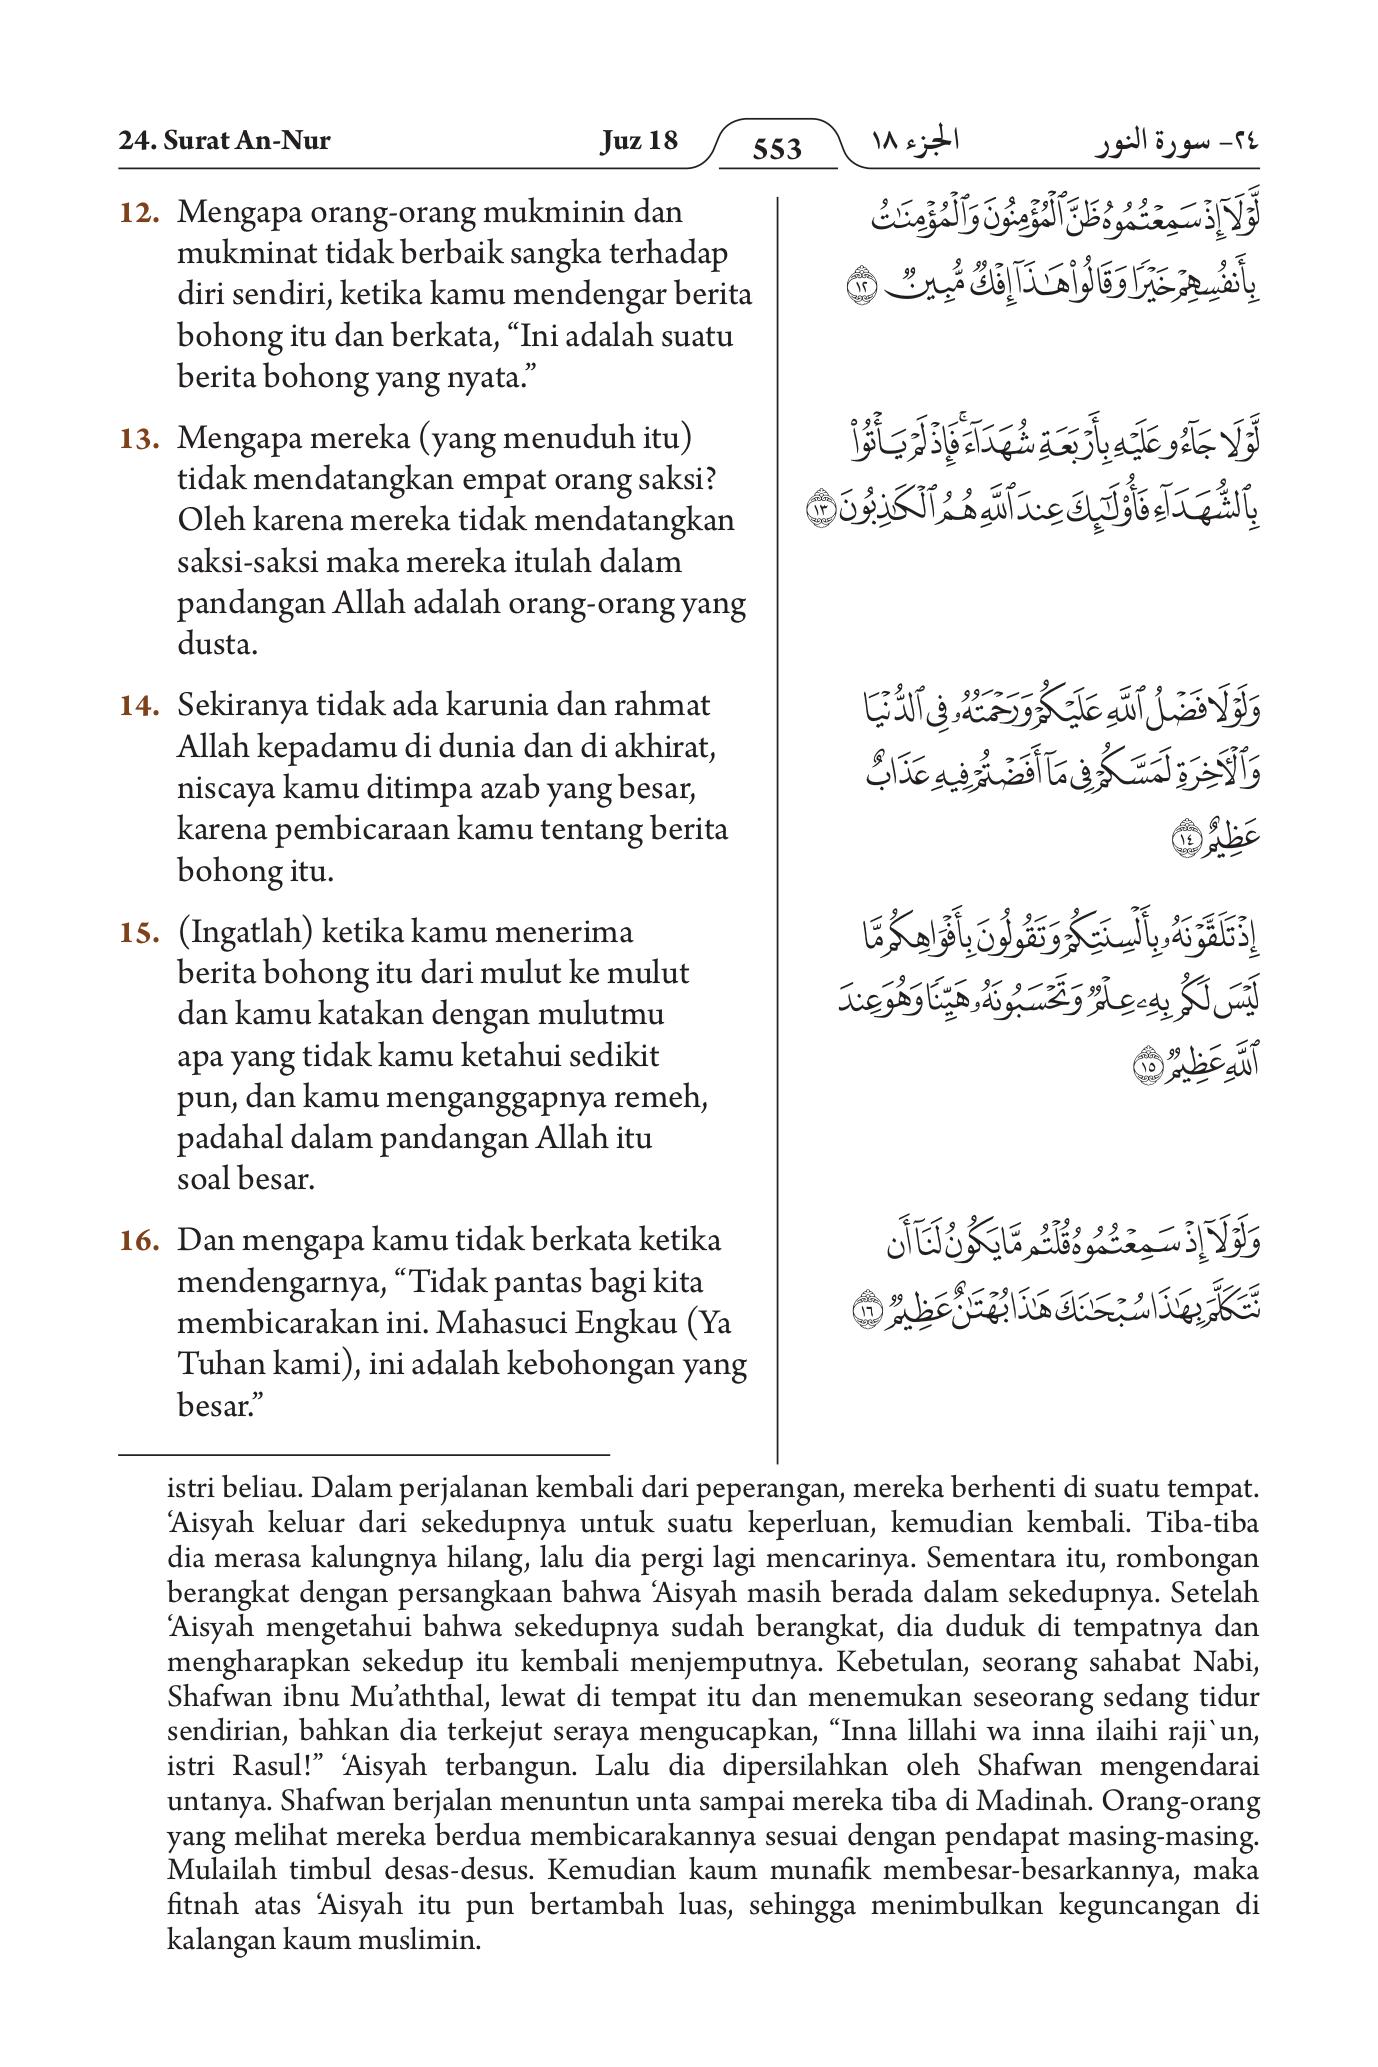 24. Surat An-Nur Juz 18 553 الجزء ١٨ ٢٤- سورة النور
12. Mengapa orang-orang mukminin dan
mukminat tidak berbaik sangka terhadap
diri sendiri, ketika kamu mendengar berita
bohong itu dan berkata, “Ini adalah suatu
berita bohong yang nyata.”
لَّوْلَآ إِذْ سَمِعْتُمُوهُ ظَنَّ ٱلْمُؤْمِنُونَ وَٱلْمُؤْمِنَٰتُ
بِأَنفُسِهِمْ خَيْرًا وَقَالُوا۟ هَٰذَآ إِفْكٌ مُّبِينٌ ١٢
13. Mengapa mereka (yang menuduh itu)
tidak mendatangkan empat orang saksi?
Oleh karena mereka tidak mendatangkan
saksi-saksi maka mereka itulah dalam
pandangan Allah adalah orang-orang yang
dusta.
لَّوْلَا جَآءُو عَلَيْهِ بِأَرْبَعَةِ شُهَدَآءَ ۚ فَإِذْ لَمْ يَأْتُوا۟
بِٱلشُّهَدَآءِ فَأُو۟لَٰٓئِكَ عِندَ ٱللَّهِ هُمُ ٱلْكَٰذِبُونَ ١٣
14. Sekiranya tidak ada karunia dan rahmat
Allah kepadamu di dunia dan di akhirat,
niscaya kamu ditimpa azab yang besar,
karena pembicaraan kamu tentang berita
bohong itu.
وَلَوْلَا فَضْلُ ٱللَّهِ عَلَيْكُمْ وَرَحْمَتُهُۥ فِى ٱلدُّنْيَا
وَٱلْءَاخِرَةِ لَمَسَّكُمْ فِى مَآ أَفَضْتُمْ فِيهِ عَذَابٌ
عَظِيمٌ ١٤
15. (Ingatlah) ketika kamu menerima
berita bohong itu dari mulut ke mulut
dan kamu katakan dengan mulutmu
apa yang tidak kamu ketahui sedikit
pun, dan kamu menganggapnya remeh,
padahal dalam pandangan Allah itu
soal besar.
إِذْ تَلَقَّوْنَهُۥ بِأَلْسِنَتِكُمْ وَتَقُولُونَ بِأَفْوَاهِكُم مَّا
لَيْسَ لَكُم بِهِۦ عِلْمٌ وَتَحْسَبُونَهُۥ هَيِّنًا وَهُوَ عِندَ
ٱللَّهِ عَظِيمٌ ١٥
16. Dan mengapa kamu tidak berkata ketika
mendengarnya, “Tidak pantas bagi kita
membicarakan ini. Mahasuci Engkau (Ya
Tuhan kami), ini adalah kebohongan yang
besar.”
وَلَوْلَآ إِذْ سَمِعْتُمُوهُ قُلْتُم مَّا يَكُونُ لَنَآ أَن
نَّتَكَلَّمَ بِهَٰذَا سُبْحَٰنَكَ هَٰذَا بُهْتَٰنٌ عَظِيمٌ ١٦
istri beliau. Dalam perjalanan kembali dari peperangan, mereka berhenti di suatu tempat.
‘Aisyah keluar dari sekedupnya untuk suatu keperluan, kemudian kembali. Tiba-tiba
dia merasa kalungnya hilang, lalu dia pergi lagi mencarinya. Sementara itu, rombongan
berangkat dengan persangkaan bahwa ‘Aisyah masih berada dalam sekedupnya. Setelah
‘Aisyah mengetahui bahwa sekedupnya sudah berangkat, dia duduk di tempatnya dan
mengharapkan sekedup itu kembali menjemputnya. Kebetulan, seorang sahabat Nabi,
Shafwan ibnu Mu’aththal, lewat di tempat itu dan menemukan seseorang sedang tidur
sendirian, bahkan dia terkejut seraya mengucapkan, “Inna lillahi wa inna ilaihi raji`un,
istri Rasul!” ‘Aisyah terbangun. Lalu dia dipersilahkan oleh Shafwan mengendarai
untanya. Shafwan berjalan menuntun unta sampai mereka tiba di Madinah. Orang-orang
yang melihat mereka berdua membicarakannya sesuai dengan pendapat masing-masing.
Mulailah timbul desas-desus. Kemudian kaum munafik membesar-besarkannya, maka
fitnah atas ‘Aisyah itu pun bertambah luas, sehingga menimbulkan keguncangan di
kalangan kaum muslimin.